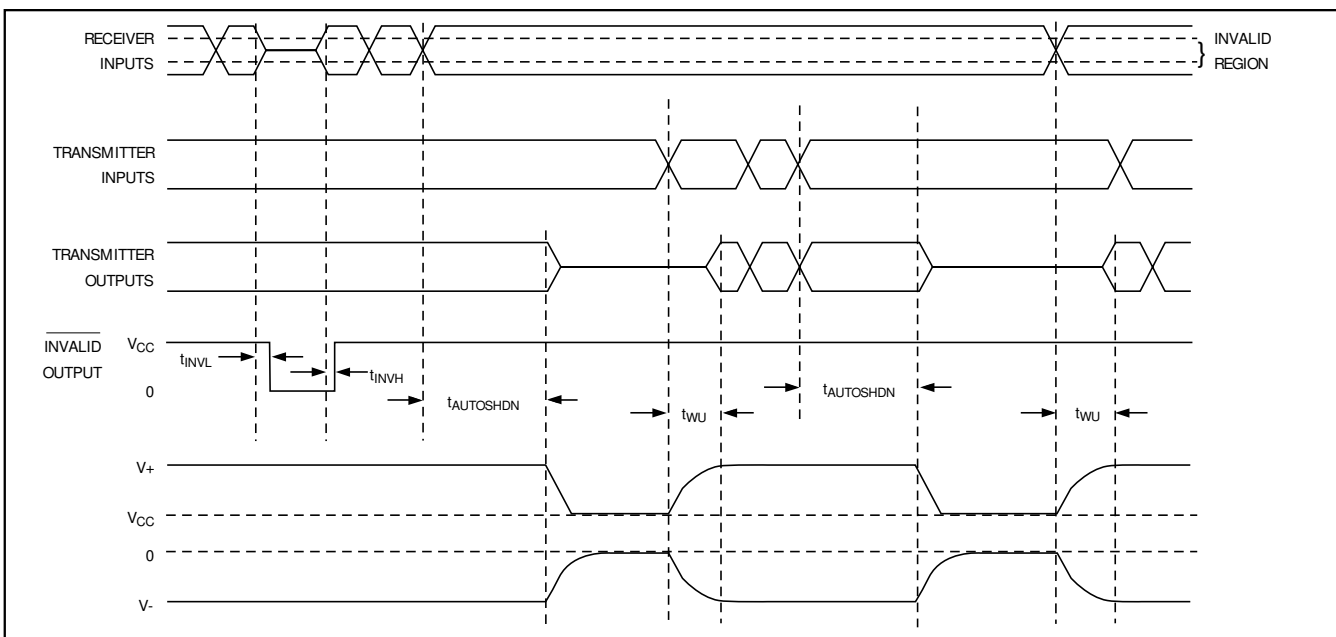 RECEIVER
INPUTS
INVALID
REGION
}
TRANSMITTER
INPUTS
TRANSMITTER
OUTPUTS
INVALID
OUTPUT
VCC
0
tINVL
tINVH
tAUTOSHDN
tWU
tAUTOSHDN
tWU
V+
VCC
0
V-